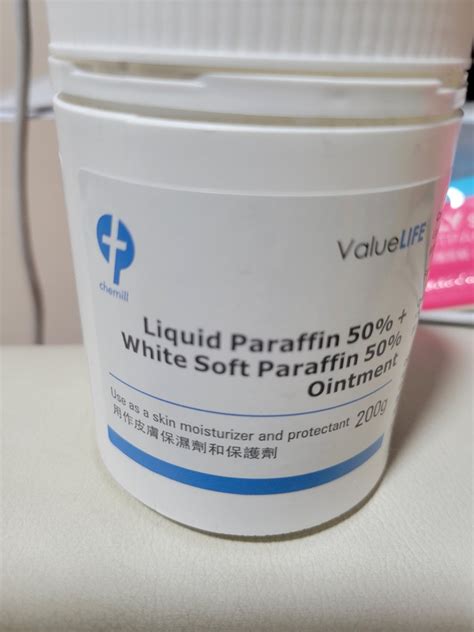 ValueLIFE
chemill
Liquid Paraffin 50% +
White Soft Paraffin 50%
Ointment
200g
Use as a skin moisturizer and protectant
用作皮膚保濕劑和保護劑